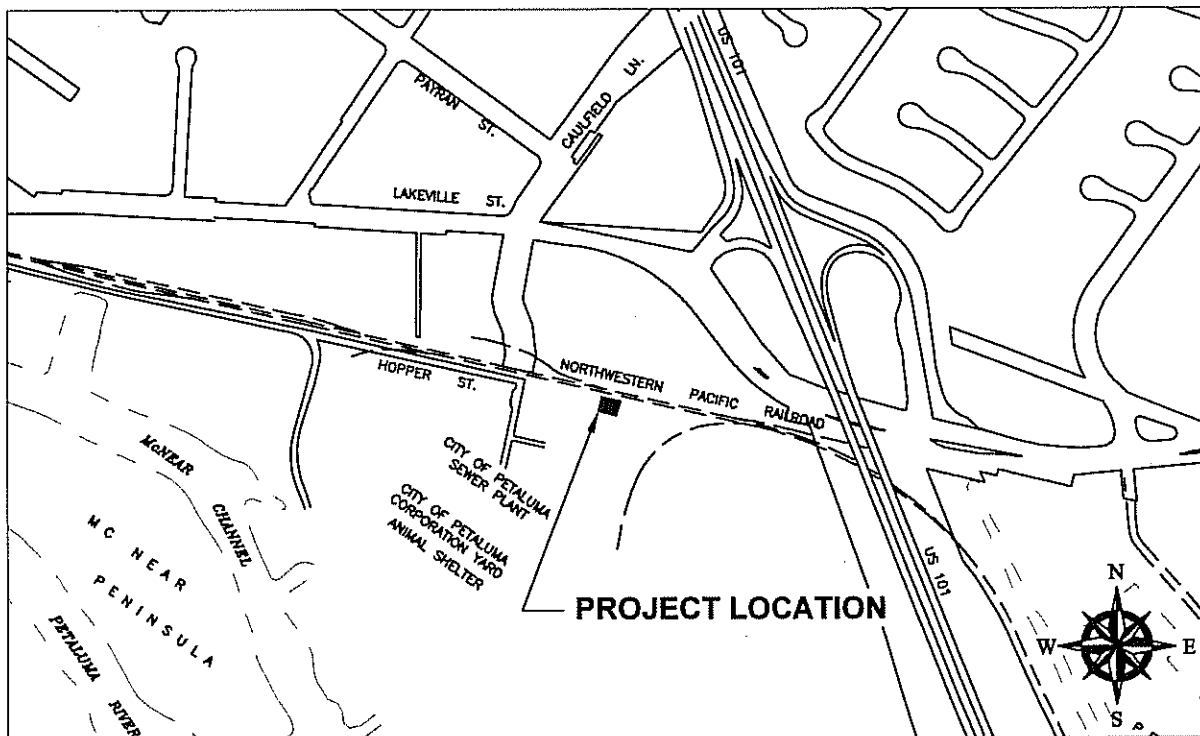 US 101
PAYRAN ST.
CAULFIELD LN.
LAKEVILLE ST.
HOPPER ST.
NORTHWESTERN PACIFIC RAILROAD
CITY OF PETALUMA
SEWER PLANT
CITY OF PETALUMA
CORPORATION YARD
ANIMAL SHELTER
McNEAR
CHANNEL
MC NEAR
PENINSULA
PETALUMA
RIVER
US 101
PROJECT LOCATION
N
W
E
S